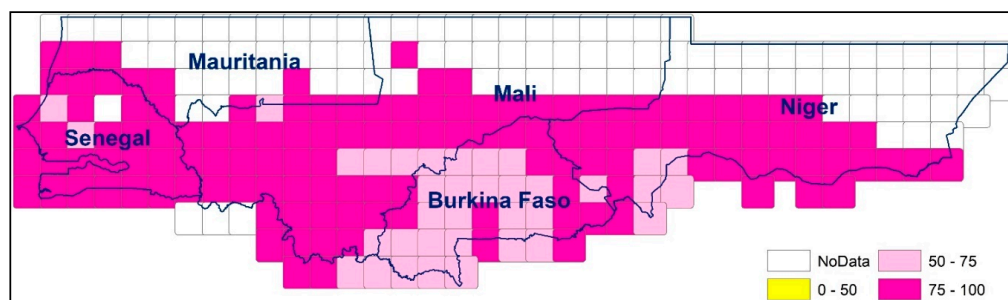 Mauritania
Mali
Niger
Senegal
Burkina Faso
NoData
50 - 75
0 - 50
75 - 100